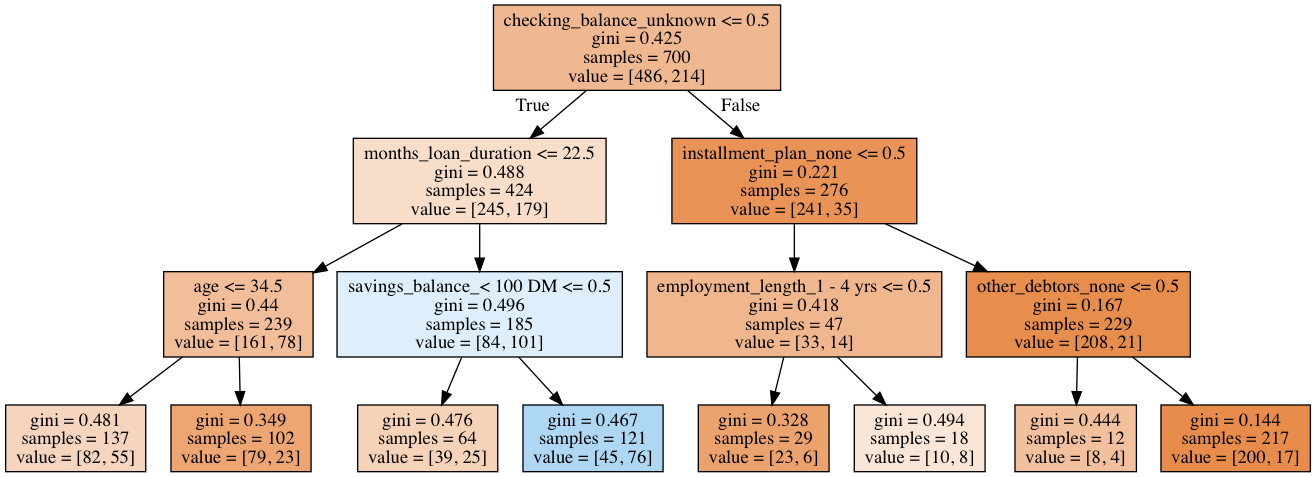 checking_balance_unknown <= 0.5
gini = 0.425
samples = 700
value = [486, 214]
True
False
months_loan_duration <= 22.5
gini = 0.488
samples = 424
value = [245, 179]
installment_plan_none <= 0.5
gini = 0.221
samples = 276
value = [241, 35]
age <= 34.5
gini = 0.44
samples = 239
value = [161, 78]
savings_balance_< 100 DM <= 0.5
gini = 0.496
samples = 185
value = [84, 101]
employment_length_1 - 4 yrs <= 0.5
gini = 0.418
samples = 47
value = [33, 14]
other_debtors_none <= 0.5
gini = 0.167
samples = 229
value = [208, 21]
gini = 0.481
samples = 137
value = [82, 55]
gini = 0.349
samples = 102
value = [79, 23]
gini = 0.476
samples = 64
value = [39, 25]
gini = 0.467
samples = 121
value = [45, 76]
gini = 0.328
samples = 29
value = [23, 6]
gini = 0.494
samples = 18
value = [10, 8]
gini = 0.444
samples = 12
value = [8, 4]
gini = 0.144
samples = 217
value = [200, 17]